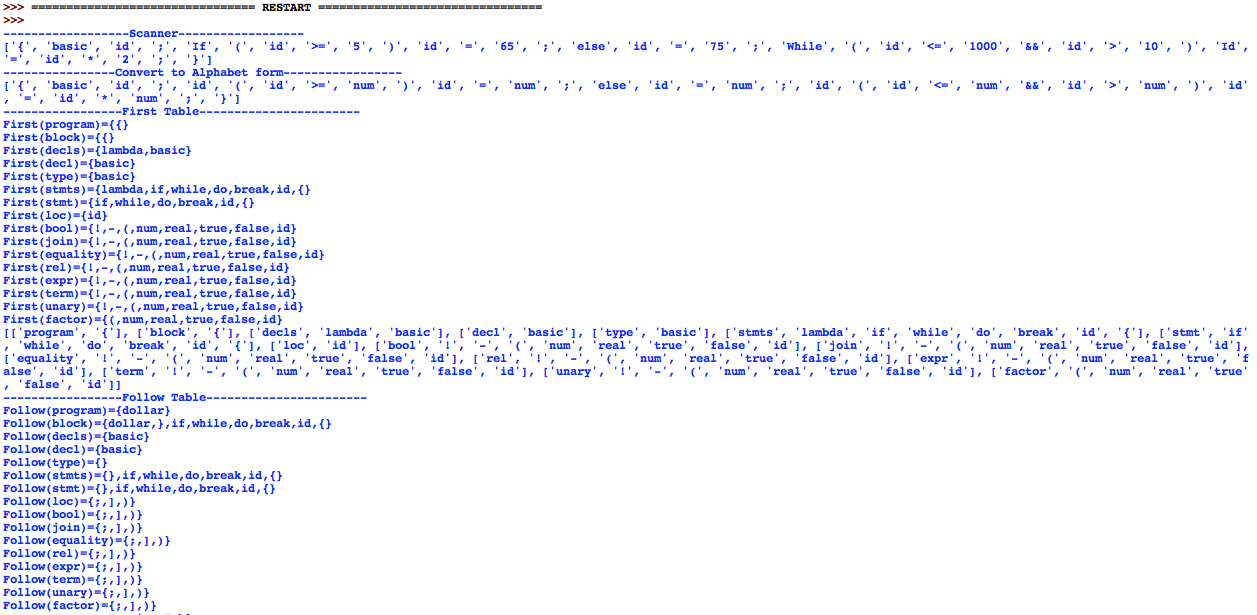 >>> ================================ RESTART ================================
>>>
------------------Scanner------------------
['{', 'basic', 'id', ';', 'If', '(', 'id', '>=', '5', ')', 'id', '=', '65', ';', 'else', 'id', '=', '75', ';', 'While', '(', 'id', '<=', '1000', '&&', 'id', '>', '10', ')', 'Id',
'=', 'id', '*', '2', ';', '}']
----------------Convert to Alphabet form-----------------
['{', 'basic', 'id', ';', 'id', '(', 'id', '>=', 'num', ')', 'id', '=', 'num', ';', 'else', 'id', '=', 'num', ';', 'id', '(', 'id', '<=', 'num', '&&', 'id', '>', 'num', ')', 'id'
, '=', 'id', '*', 'num', ';', '}']
-----------------First Table-----------------------
First(program)={{}
First(block)={{}
First(decls)={lambda,basic}
First(decl)={basic}
First(type)={basic}
First(stmts)={lambda,if,while,do,break,id,{}
First(stmt)={if,while,do,break,id,{}
First(loc)={id}
First(bool)={!,-,(,num,real,true,false,id}
First(join)={!,-,(,num,real,true,false,id}
First(equality)={!,-,(,num,real,true,false,id}
First(rel)={!,-,(,num,real,true,false,id}
First(expr)={!,-,(,num,real,true,false,id}
First(term)={!,-,(,num,real,true,false,id}
First(unary)={!,-,(,num,real,true,false,id}
First(factor)={(,num,real,true,false,id}
[['program', '{'], ['block', '{'], ['decls', 'lambda', 'basic'], ['decl', 'basic'], ['type', 'basic'], ['stmts', 'lambda', 'if', 'while', 'do', 'break', 'id', '{'], ['stmt', 'if'
, 'while', 'do', 'break', 'id', '{'], ['loc', 'id'], ['bool', '!', '-', '(', 'num', 'real', 'true', 'false', 'id'], ['join', '!', '-', '(', 'num', 'real', 'true', 'false', 'id'],
['equality', '!', '-', '(', 'num', 'real', 'true', 'false', 'id'], ['rel', '!', '-', '(', 'num', 'real', 'true', 'false', 'id'], ['expr', '!', '-', '(', 'num', 'real', 'true', 'f
alse', 'id'], ['term', '!', '-', '(', 'num', 'real', 'true', 'false', 'id'], ['unary', '!', '-', '(', 'num', 'real', 'true', 'false', 'id'], ['factor', '(', 'num', 'real', 'true'
, 'false', 'id']]
-----------------Follow Table-----------------------
Follow(program)={dollar}
Follow(block)={dollar,},if,while,do,break,id,{}
Follow(decls)={basic}
Follow(decl)={basic}
Follow(type)={}
Follow(stmts)={},if,while,do,break,id,{}
Follow(stmt)={},if,while,do,break,id,{}
Follow(loc)={;,],)}
Follow(bool)={;,],)}
Follow(join)={;,],)}
Follow(equality)={;,],)}
Follow(rel)={;,],)}
Follow(expr)={;,],)}
Follow(term)={;,],)}
Follow(unary)={;,],)}
Follow(factor)={;,],)}